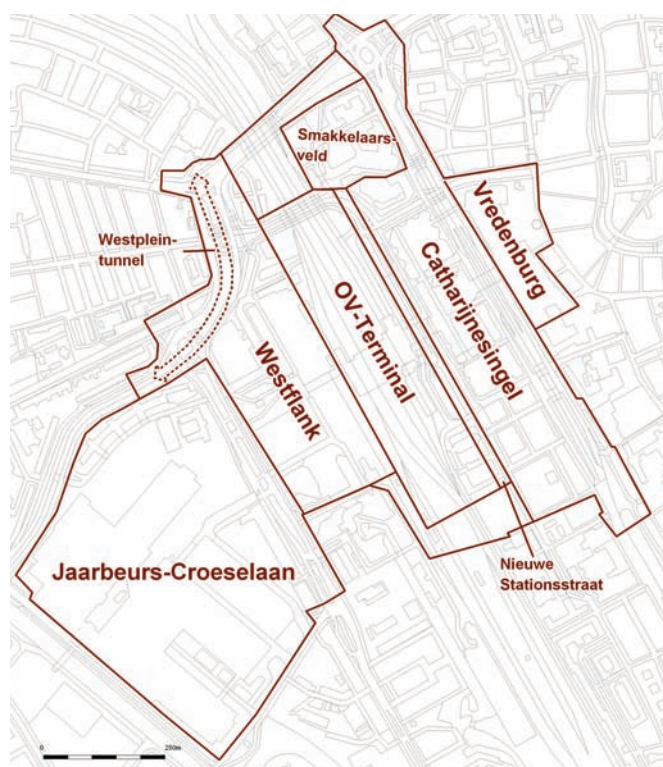 Smakkelaars-
veld
Vredenburg
Westplein-
tunnel
Catharijnesingel
OV-Terminal
Westflank
Jaarbeurs-Croeselaan
Nieuwe
Stationsstraat
0
250m